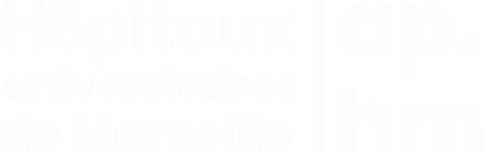 Hôpitaux
universitaires
de Marseille
ap.
hm